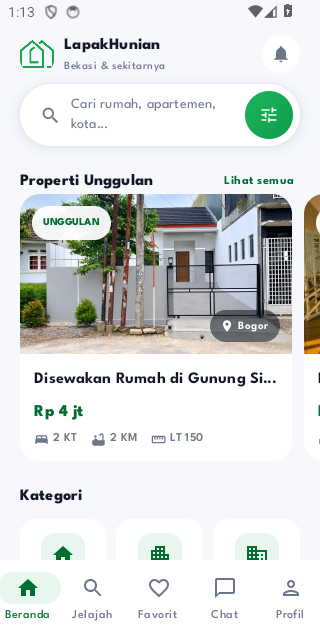 1:13
LapakHunian
Bekasi & sekitarnya
Cari rumah, apartemen,
kota...
Properti Unggulan
Lihat semua
UNGGULAN
Bogor
Disewakan Rumah di Gunung Si...
Rp 4 jt
2 KT
2 KM
LT 150
Kategori
Beranda
Jelajah
Favorit
Chat
Profil